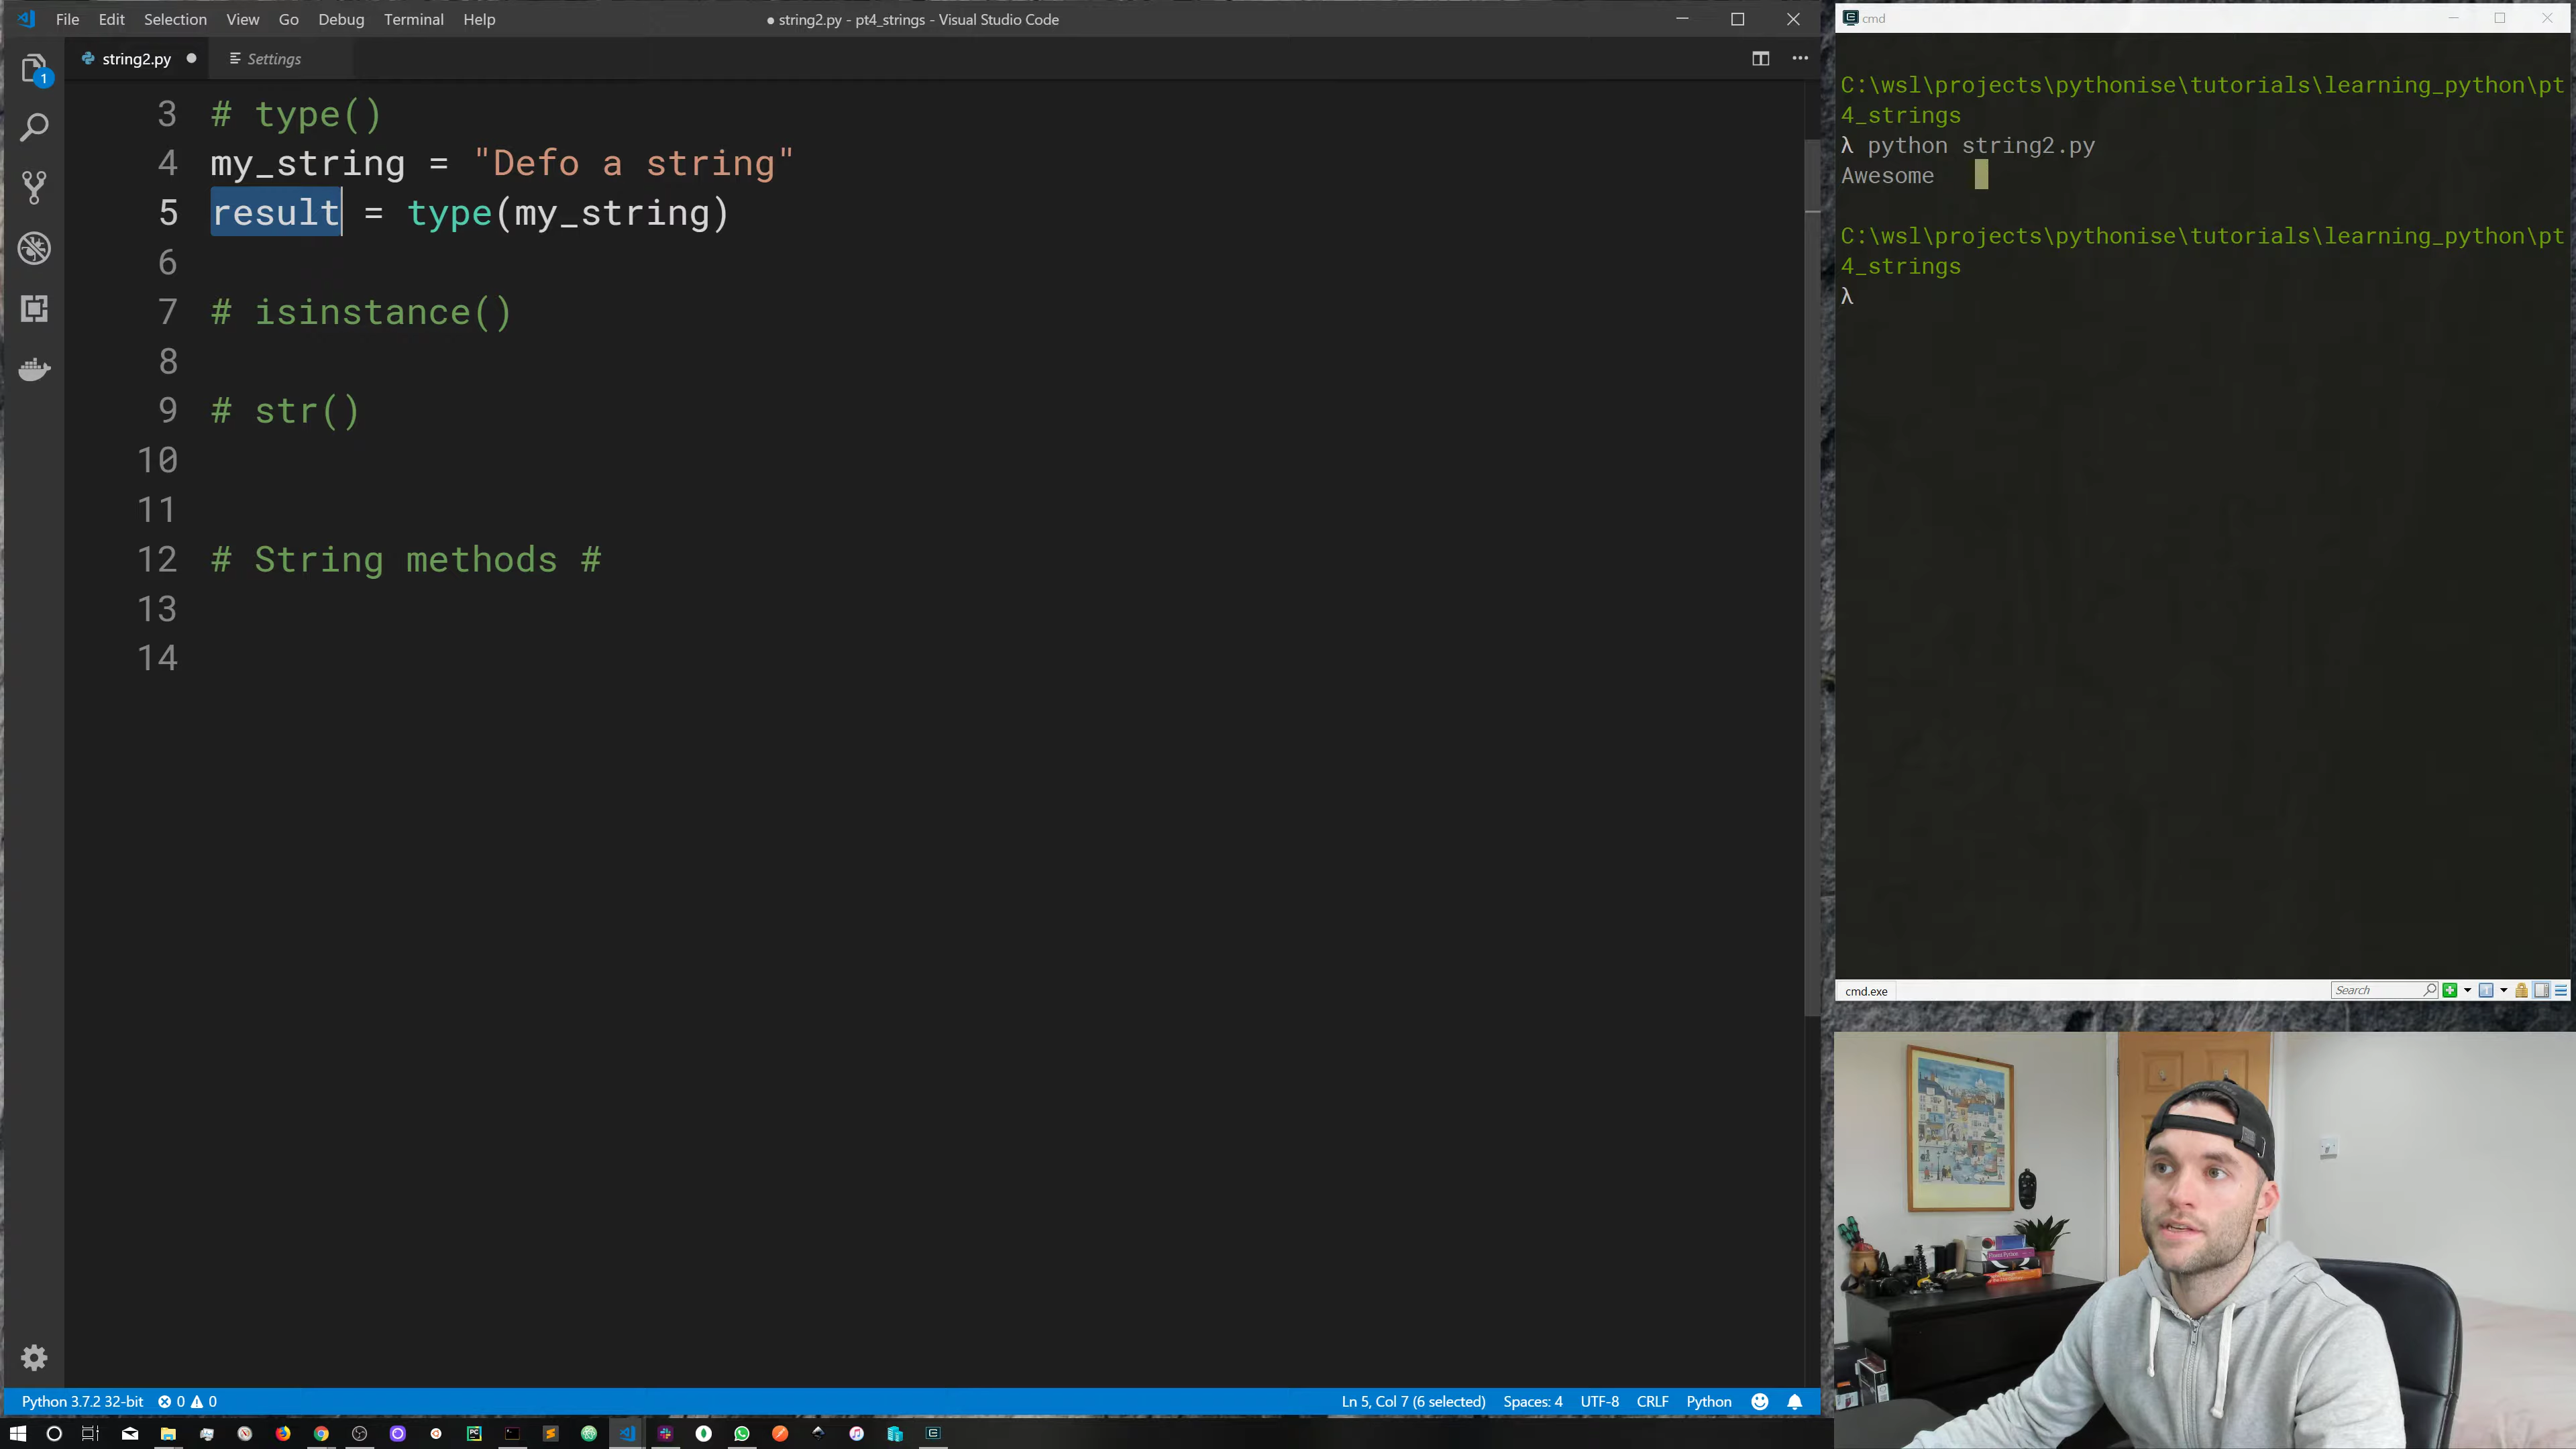 File Edit Selection View Go Debug Terminal Help
● string2.py - pt4_strings - Visual Studio Code
string2.py ● Settings
1
3 # type()
4 my_string = "Defo a string"
5 result = type(my_string)
6
7 # isinstance()
8
9 # str()
10
11
12 # String methods #
13
14
Python 3.7.2 32-bit 0 0
Ln 5, Col 7 (6 selected) Spaces: 4 UTF-8 CRLF Python
cmd
C:\wsl\projects\pythonise\tutorials\learning_python\pt
4_strings
λ python string2.py
Awesome
C:\wsl\projects\pythonise\tutorials\learning_python\pt
4_strings
λ
cmd.exe
Search
Fluent Python
PC